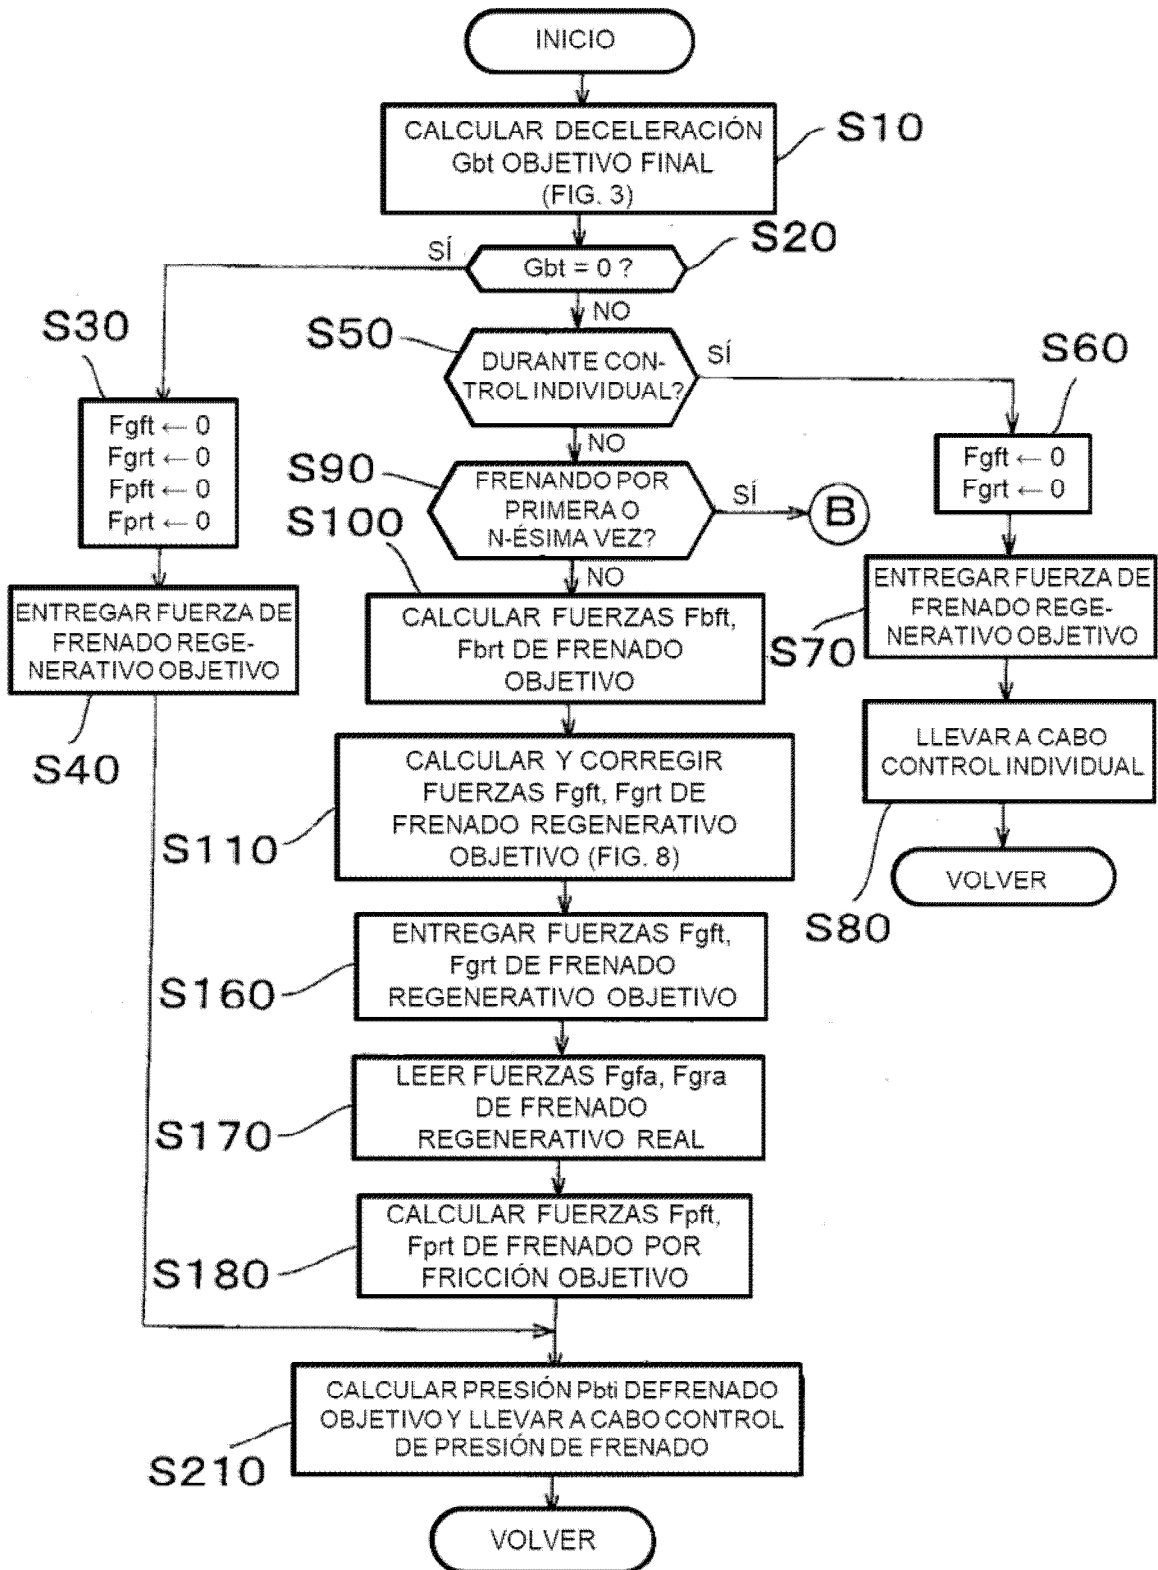 INICIO
CALCULAR DECELERACIÓN
Gbt OBJETIVO FINAL
(FIG. 3)
S10
S20
SÍ
Gbt = 0 ?
NO
S30
S50
DURANTE CON-
TROL INDIVIDUAL?
SÍ
S60
Fgft ← 0
Fgrt ← 0
Fpft ← 0
Fprt ← 0
NO
Fgft ← 0
Fgrt ← 0
S90
FRENANDO POR
PRIMERA O
N-ÉSIMA VEZ?
SÍ
B
S100
NO
ENTREGAR FUERZA DE
FRENADO REGE-
NERATIVO OBJETIVO
S40
CALCULAR FUERZAS Fbft,
Fbrt DE FRENADO
OBJETIVO
ENTREGAR FUERZA DE
FRENADO REGE-
NERATIVO OBJETIVO
S70
CALCULAR Y CORREGIR
FUERZAS Fgft, Fgrt DE
FRENADO REGENERATIVO
OBJETIVO (FIG. 8)
S110
LLEVAR A CABO
CONTROL INDIVIDUAL
S80
VOLVER
ENTREGAR FUERZAS Fgft,
Fgrt DE FRENADO
REGENERATIVO OBJETIVO
S160
LEER FUERZAS Fgfa, Fgra
DE FRENADO
REGENERATIVO REAL
S170
CALCULAR FUERZAS Fpft,
Fprt DE FRENADO POR
FRICCIÓN OBJETIVO
S180
CALCULAR PRESIÓN Pbti DEFRENADO
OBJETIVO Y LLEVAR A CABO CONTROL
DE PRESIÓN DE FRENADO
S210
VOLVER